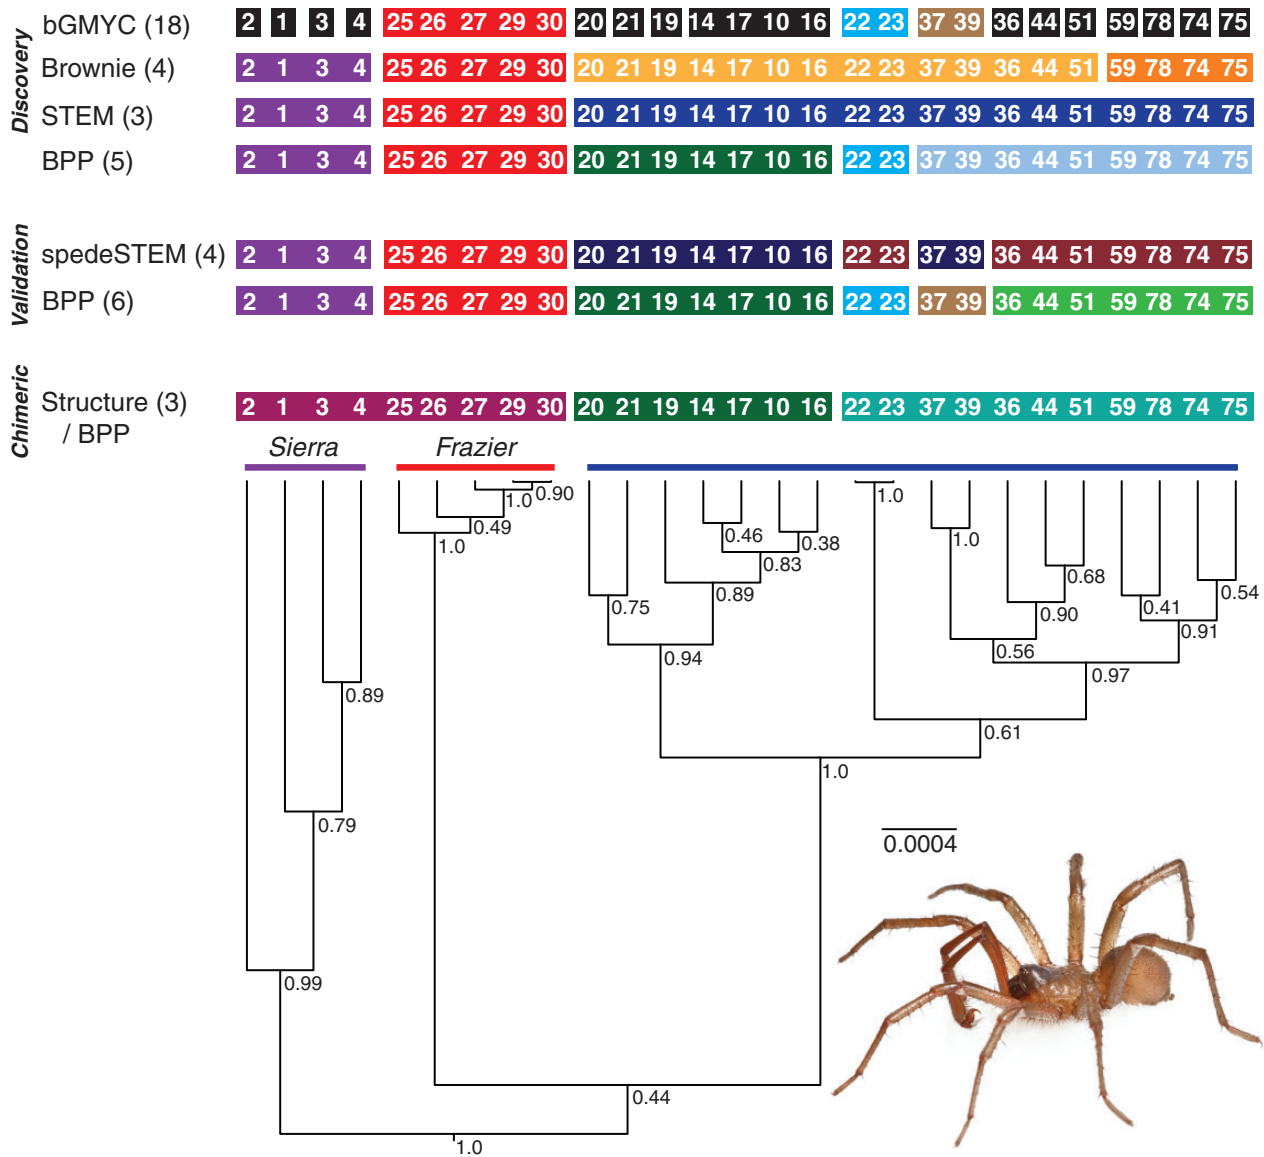 Discovery
bGMYC (18) 2 1 3 4 25 26 27 29 30 20 21 19 14 17 10 16 22 23 37 39 36 44 51 59 78 74 75
Brownie (4) 2 1 3 4 25 26 27 29 30 20 21 19 14 17 10 16 22 23 37 39 36 44 51 59 78 74 75
STEM (3) 2 1 3 4 25 26 27 29 30 20 21 19 14 17 10 16 22 23 37 39 36 44 51 59 78 74 75
BPP (5) 2 1 3 4 25 26 27 29 30 20 21 19 14 17 10 16 22 23 37 39 36 44 51 59 78 74 75
Validation
spedeSTEM (4) 2 1 3 4 25 26 27 29 30 20 21 19 14 17 10 16 22 23 37 39 36 44 51 59 78 74 75
BPP (6) 2 1 3 4 25 26 27 29 30 20 21 19 14 17 10 16 22 23 37 39 36 44 51 59 78 74 75
Chimeric
Structure (3) 2 1 3 4 25 26 27 29 30 20 21 19 14 17 10 16 22 23 37 39 36 44 51 59 78 74 75
/ BPP
Sierra Frazier
1.0 0.90 1.0
0.49 0.46 0.38 1.0
1.0 0.83 0.68
0.75 0.89 0.90 0.41 0.54
0.94 0.56 0.91
0.89 0.97
0.61
0.79 1.0
0.0004
0.99
0.44
1.0